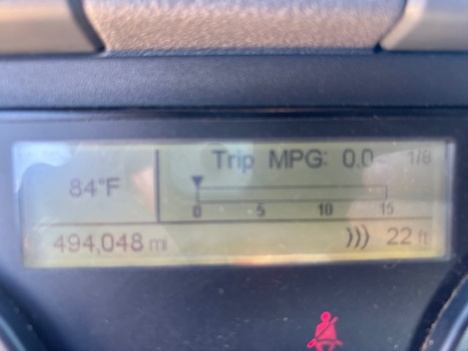 Trip MPG: 0.0 1/8
84°F
0 5 10 15
494,048 mi
))) 22 ft